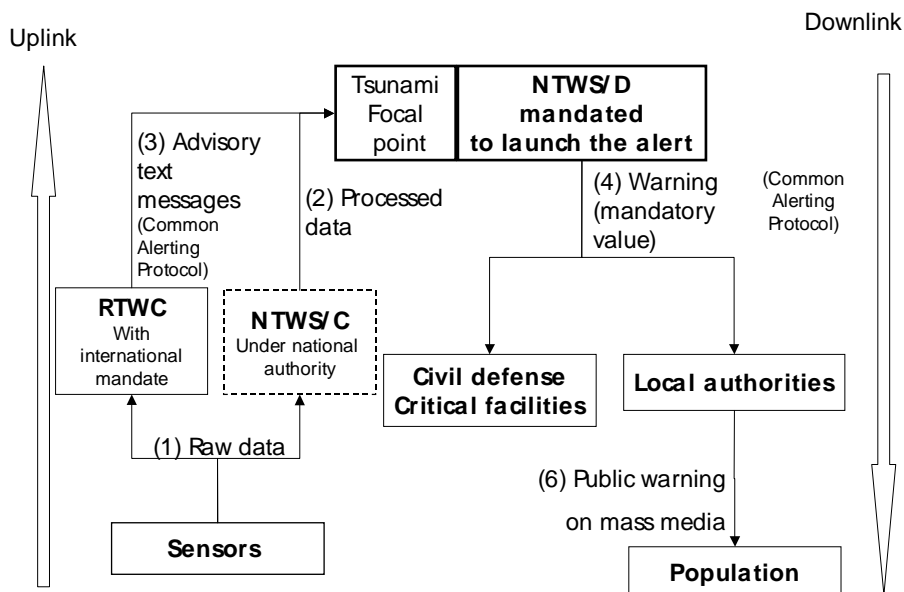 Uplink
Downlink
Tsunami
Focal
point
NTWS/D
mandated
to launch the alert
(3) Advisory
text
messages
(Common
Alerting
Protocol)
(2) Processed
data
(4) Warning
(mandatory
value)
(Common
Alerting
Protocol)
RTWC
With
international
mandate
NTWS/C
Under national
authority
Civil defense
Critical facilities
Local authorities
(1) Raw data
(6) Public warning
on mass media
Sensors
Population